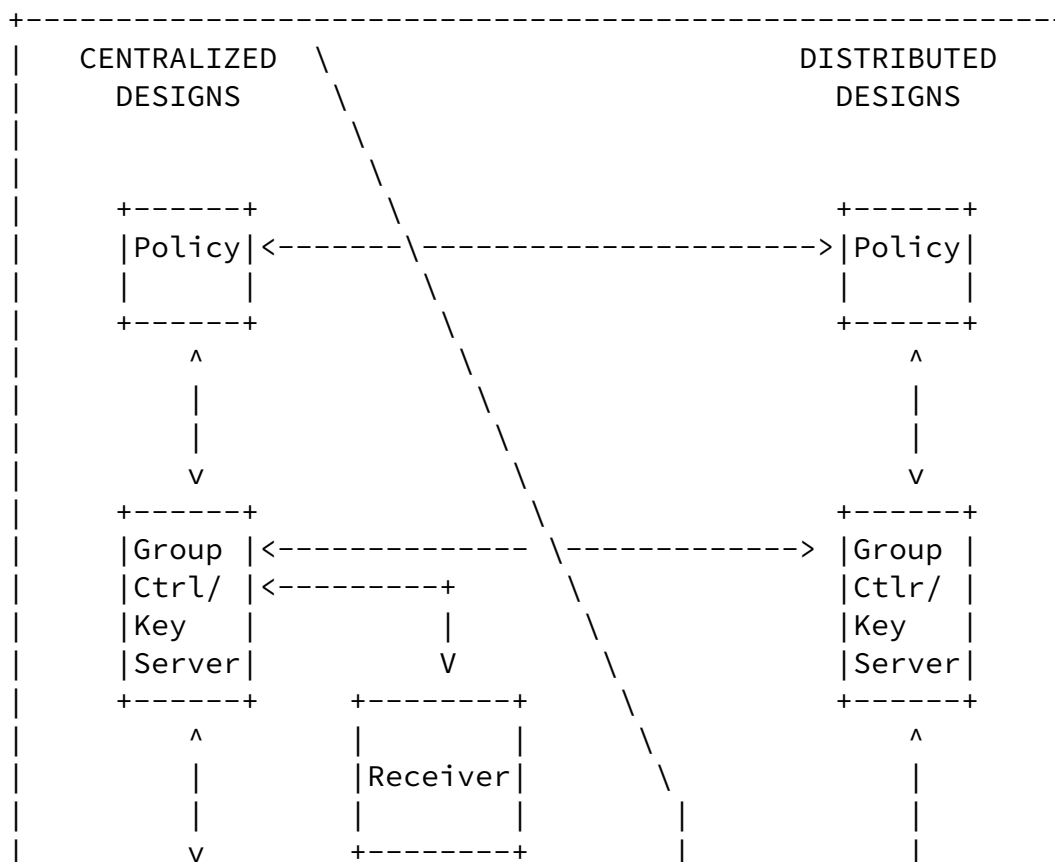 CENTRALIZED DISTRIBUTED
DESIGNS DESIGNS
Policy Policy
Group Group
Ctrl/ Ctlr/
Key Key
Server Server
Receiver